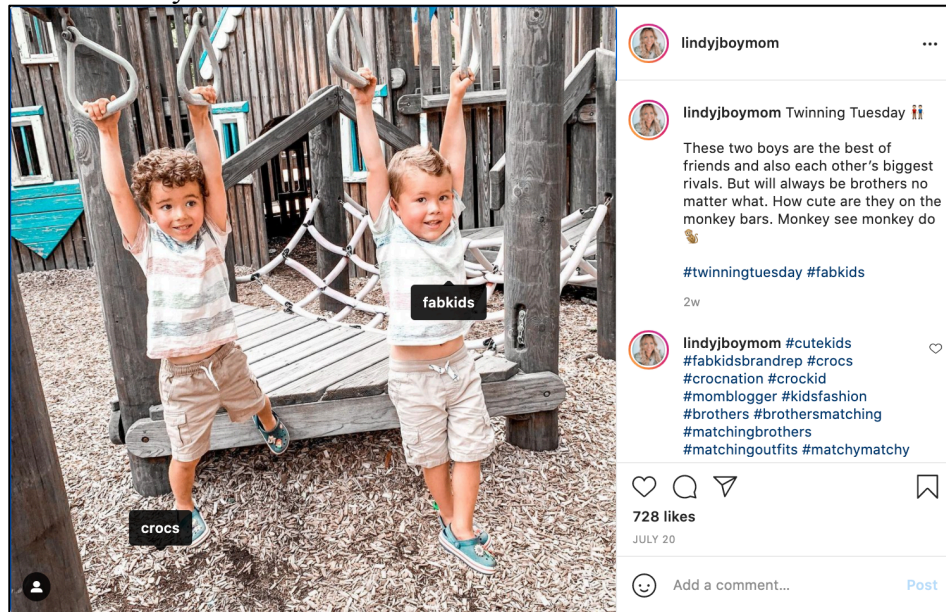 lindyjboymom
lindyjboymom Twinning Tuesday 👬
These two boys are the best of
friends and also each other’s biggest
rivals. But will always be brothers no
matter what. How cute are they on the
monkey bars. Monkey see monkey do
🐒
#twinningtuesday #fabkids
2w
lindyjboymom #cutekids
#fabkidsbrandrep #crocs
#crocnation #crockid
#momblogger #kidsfashion
#brothers #brothersmatching
#matchingbrothers
#matchingoutfits #matchymatchy
728 likes
JULY 20
Add a comment... Post
fabkids
crocs